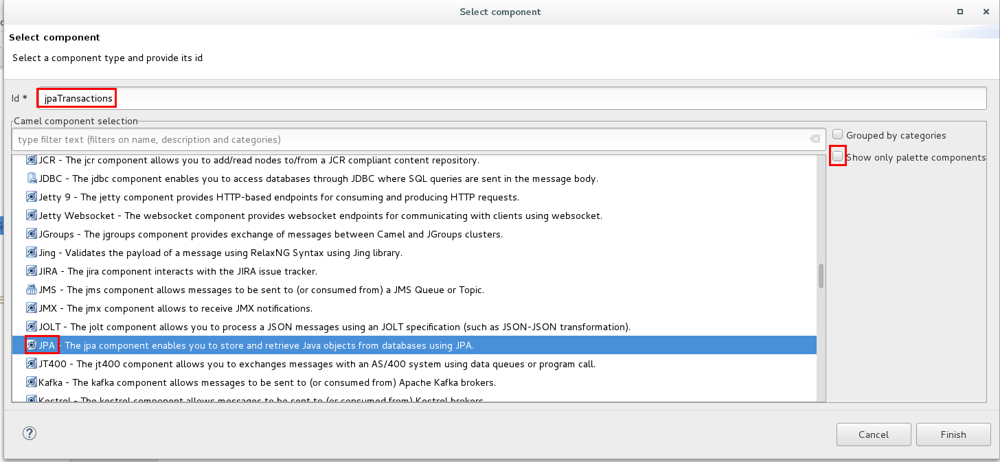 Select component
Select component
Select a component type and provide its id
Id * jpaTransactions
Camel component selection
type filter text (filters on name, description and categories)
Grouped by categories
Show only palette components
JCR - The jcr component allows you to add/read nodes to/from a JCR compliant content repository.
JDBC - The jdbc component enables you to access databases through JDBC where SQL queries are sent in the message body.
Jetty 9 - The jetty component provides HTTP-based endpoints for consuming and producing HTTP requests.
Jetty Websocket - The websocket component provides websocket endpoints for communicating with clients using websocket.
JGroups - The jgroups component provides exchange of messages between Camel and JGroups clusters.
Jing - Validates the payload of a message using RelaxNG Syntax using Jing library.
JIRA - The jira component interacts with the JIRA issue tracker.
JMS - The jms component allows messages to be sent to (or consumed from) a JMS Queue or Topic.
JMX - The jmx component allows to receive JMX notifications.
JOLT - The jolt component allows you to process a JSON messages using an JOLT specification (such as JSON-JSON transformation).
JPA - The jpa component enables you to store and retrieve Java objects from databases using JPA.
JT400 - The jt400 component allows you to exchanges messages with an AS/400 system using data queues or program call.
Kafka - The kafka component allows messages to be sent to (or consumed from) Apache Kafka brokers.
Kestrel - The kestrel component allows messages to be sent to (or consumed from) Kestrel brokers.
Cancel
Finish